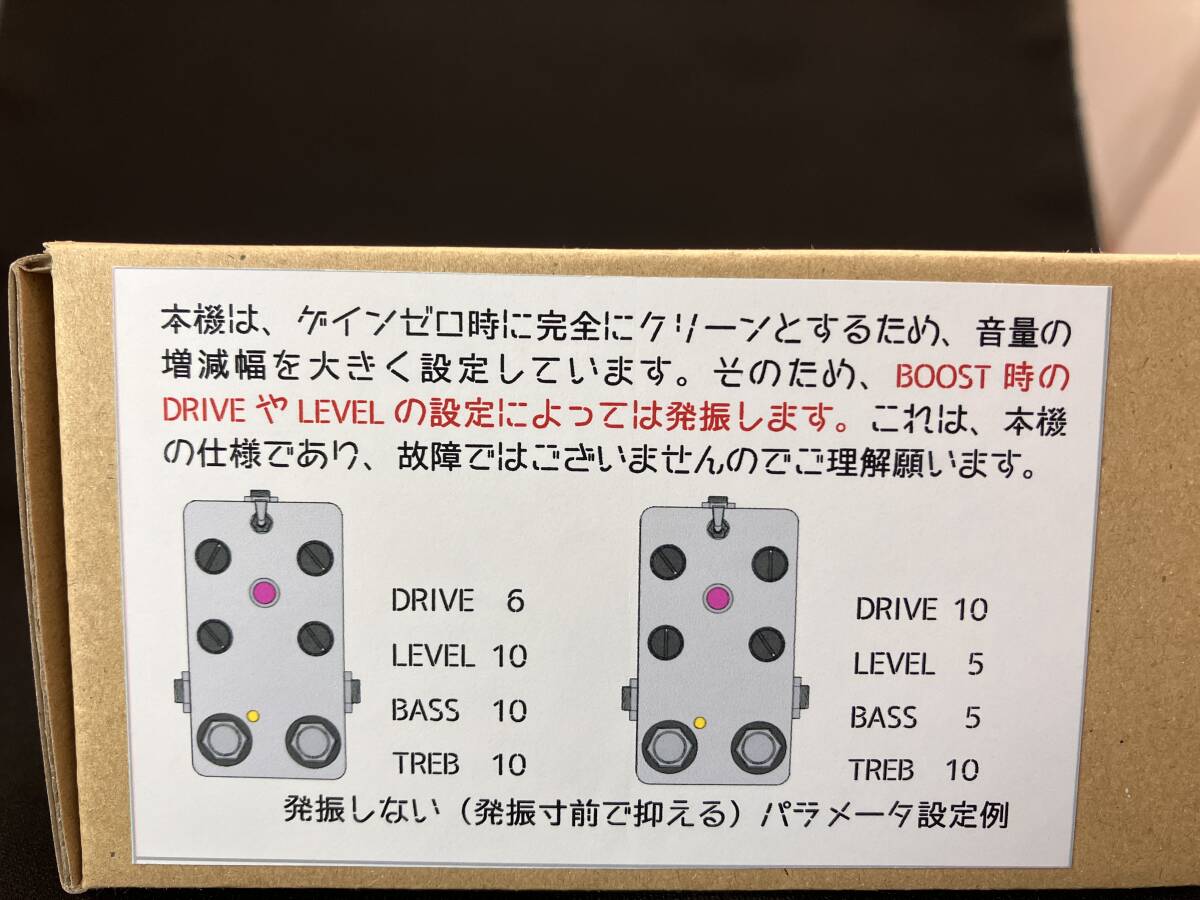 本機は、ゲインゼロ時に完全にクリーンとするため、音量の
増減幅を大きく設定しています。そのため、BOOST 時の
DRIVE や LEVEL の設定によっては発振します。これは、本機
の仕様であり、故障ではございませんのでご理解願います。
DRIVE 6
LEVEL 10
BASS 10
TREB 10
DRIVE 10
LEVEL 5
BASS 5
TREB 10
発振しない（発振寸前で抑える）パラメータ設定例